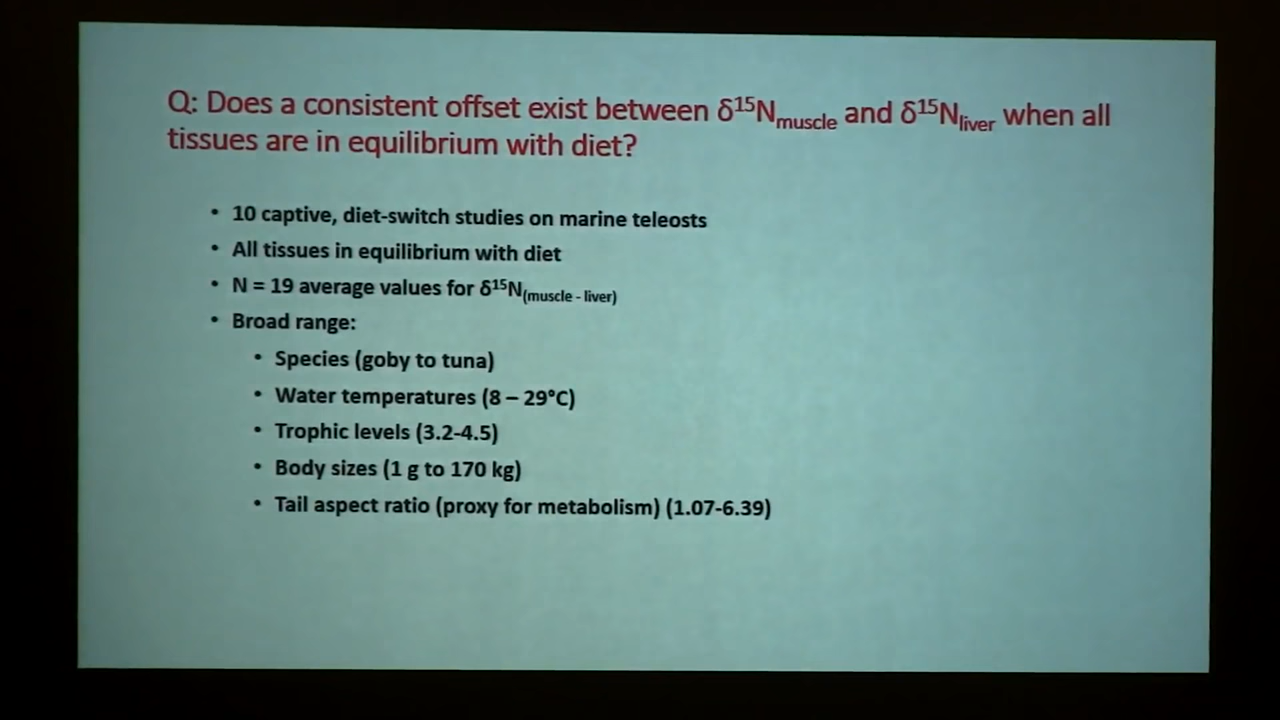 Q: Does a consistent offset exist between δ¹⁵Nmuscle and δ¹⁵Nliver when all
tissues are in equilibrium with diet?
• 10 captive, diet-switch studies on marine teleosts
• All tissues in equilibrium with diet
• N = 19 average values for δ¹⁵N(muscle - liver)
• Broad range:
• Species (goby to tuna)
• Water temperatures (8 – 29°C)
• Trophic levels (3.2-4.5)
• Body sizes (1 g to 170 kg)
• Tail aspect ratio (proxy for metabolism) (1.07-6.39)